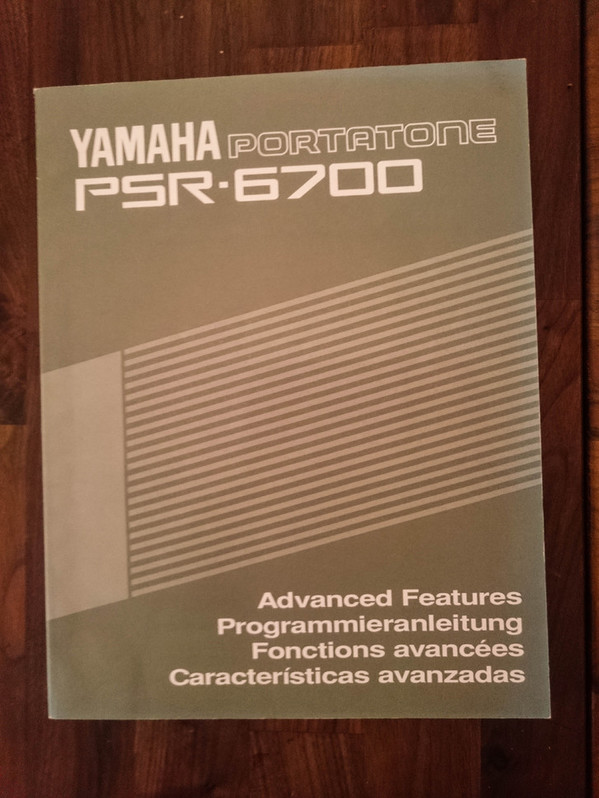 YAMAHA PORTATONE
PSR-6700
Advanced Features
Programmieranleitung
Fonctions avancées
Características avanzadas